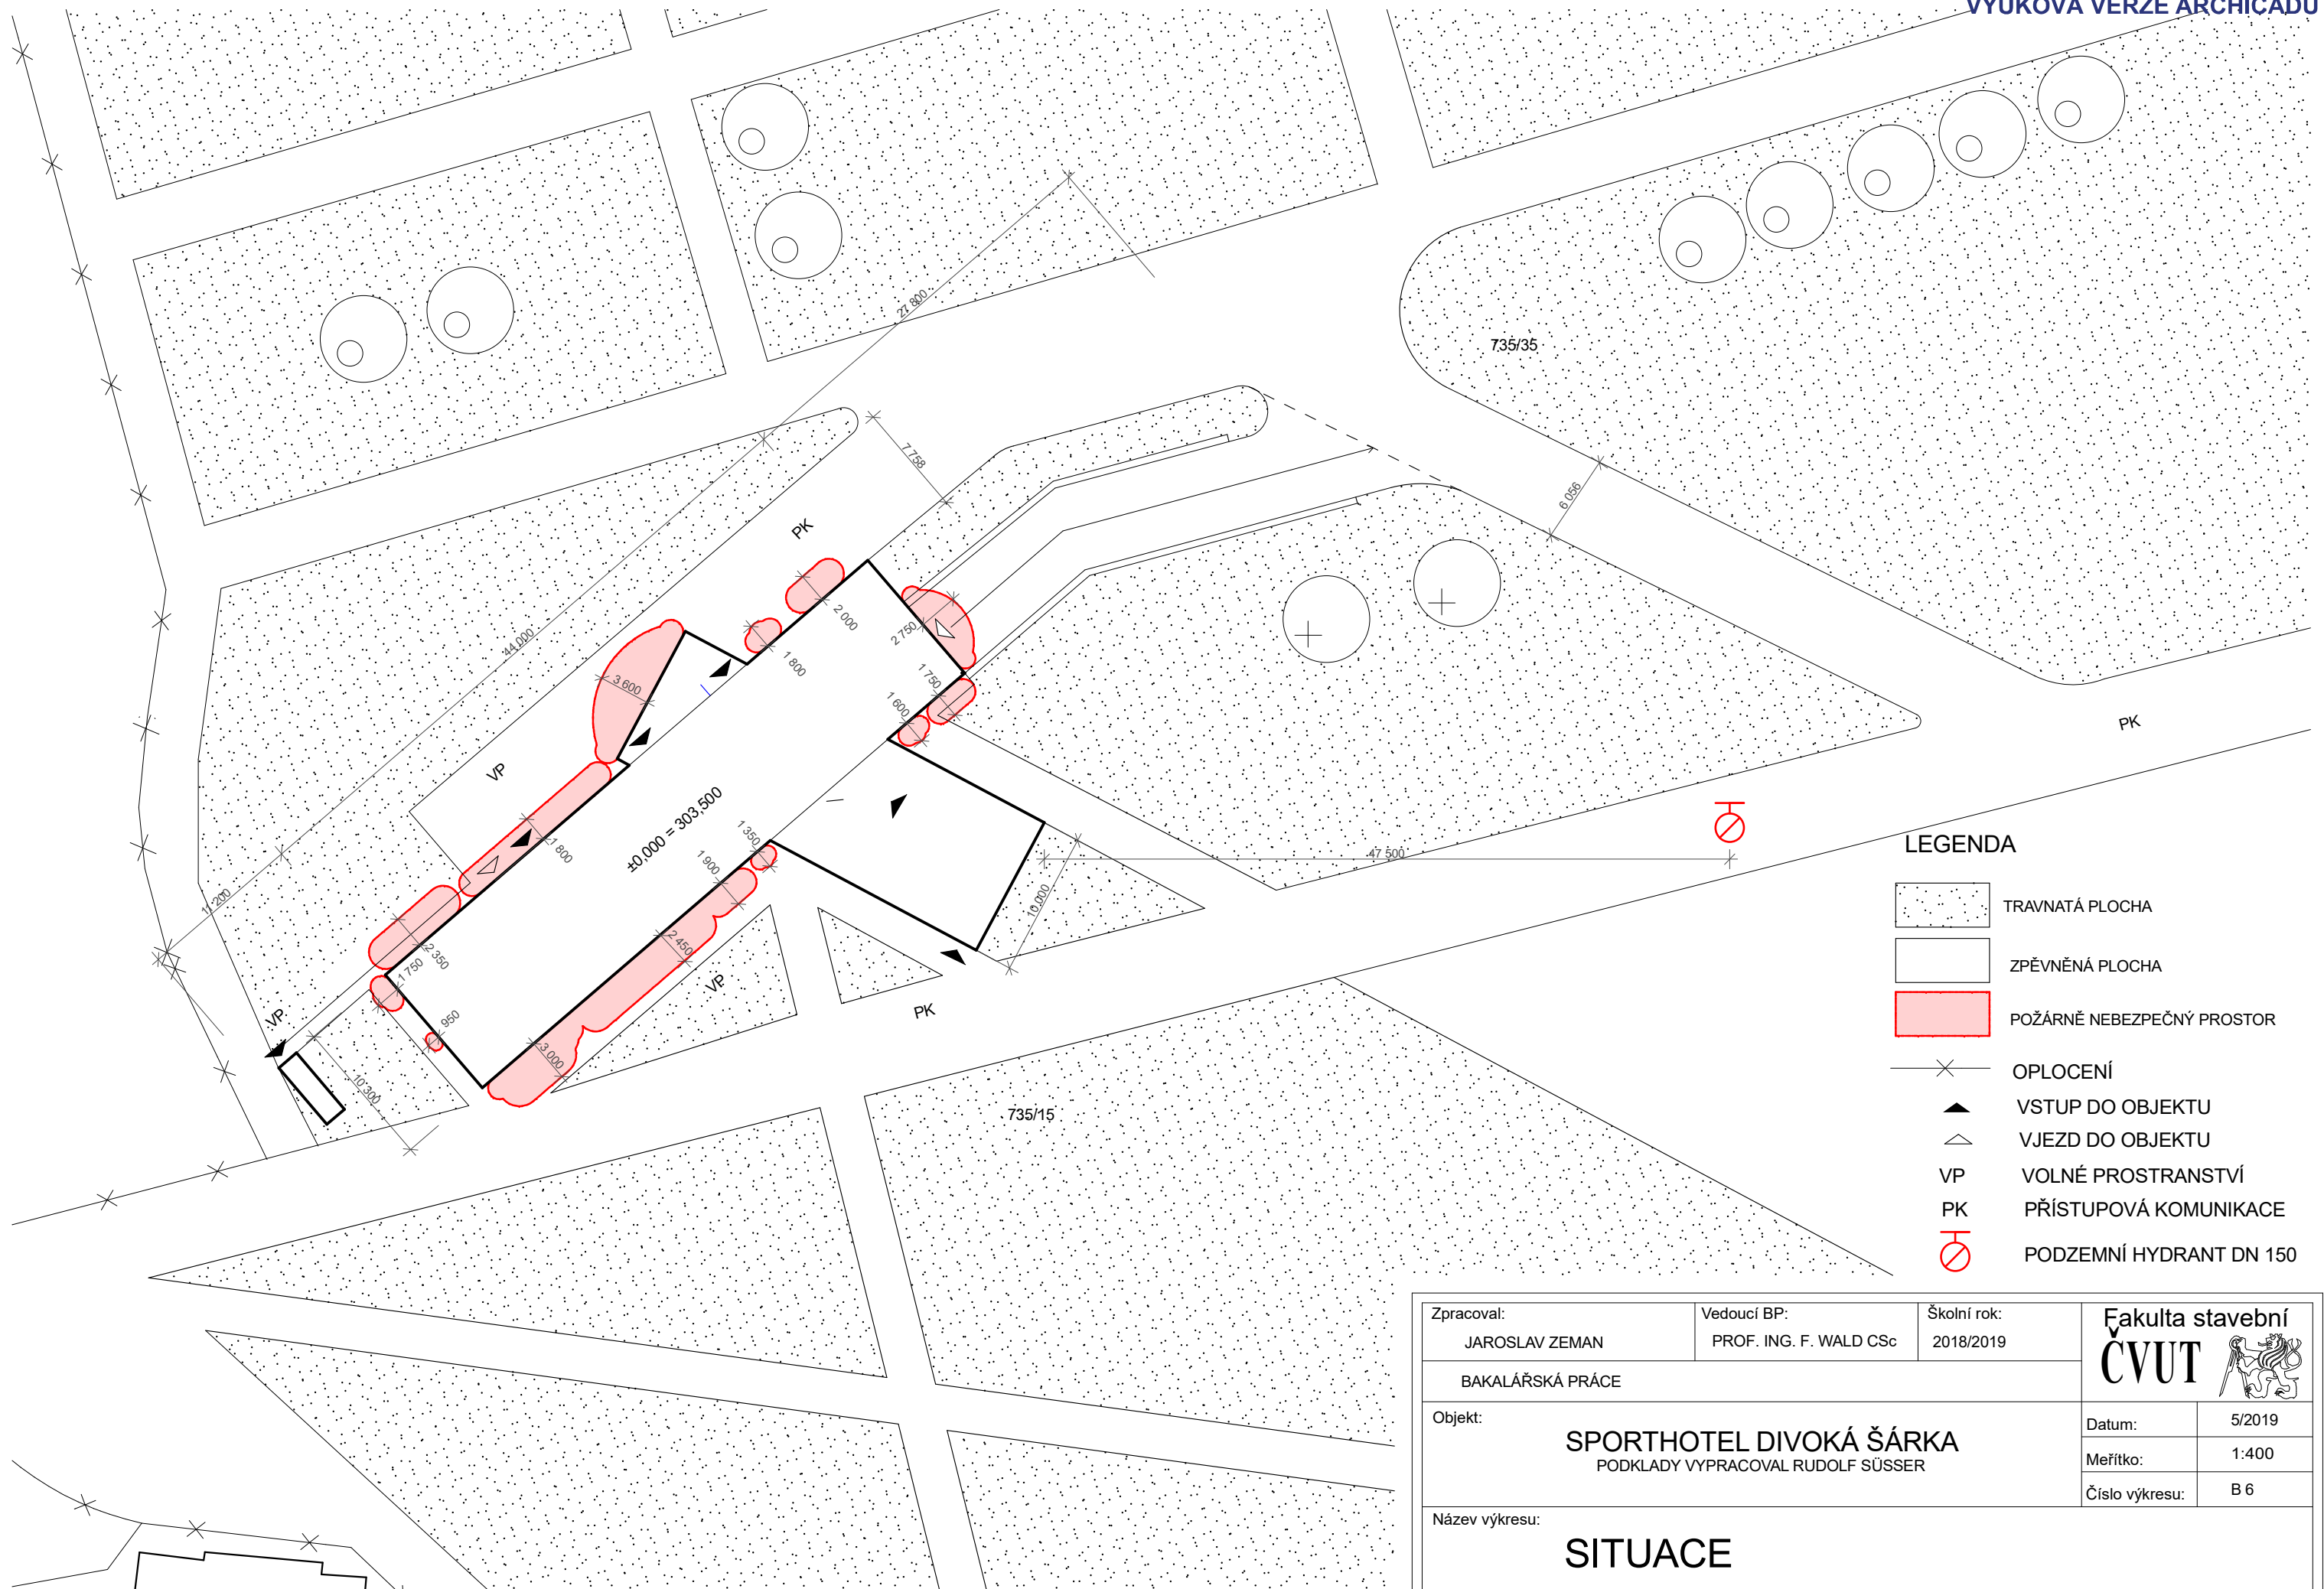 VÝUKOVÁ VERZE ARCHICADU
27 800
735/35
7 758
6 056
PK
2 000
44 000
1 800
2 750
3 600
1 750
1 600
PK
VP
±0,000 = 303,500
1 800
1 350
1 900
47 500
10 000
11 200
2 350
2 450
1 750
VP
VP
950
PK
3 000
10 300
735/15
LEGENDA
TRAVNATÁ PLOCHA
ZPĚVNĚNÁ PLOCHA
POŽÁRNĚ NEBEZPEČNÝ PROSTOR
OPLOCENÍ
VSTUP DO OBJEKTU
VJEZD DO OBJEKTU
VP VOLNÉ PROSTRANSTVÍ
PK PŘÍSTUPOVÁ KOMUNIKACE
PODZEMNÍ HYDRANT DN 150
Zpracoval: Vedoucí BP: Školní rok: Fakulta stavební
JAROSLAV ZEMAN PROF. ING. F. WALD CSc 2018/2019 ČVUT
BAKALÁŘSKÁ PRÁCE
Objekt: Datum: 5/2019
SPORTHOTEL DIVOKÁ ŠÁRKA
PODKLADY VYPRACOVAL RUDOLF SÜSSER
Meřítko: 1:400
Číslo výkresu: B 6
Název výkresu:
SITUACE